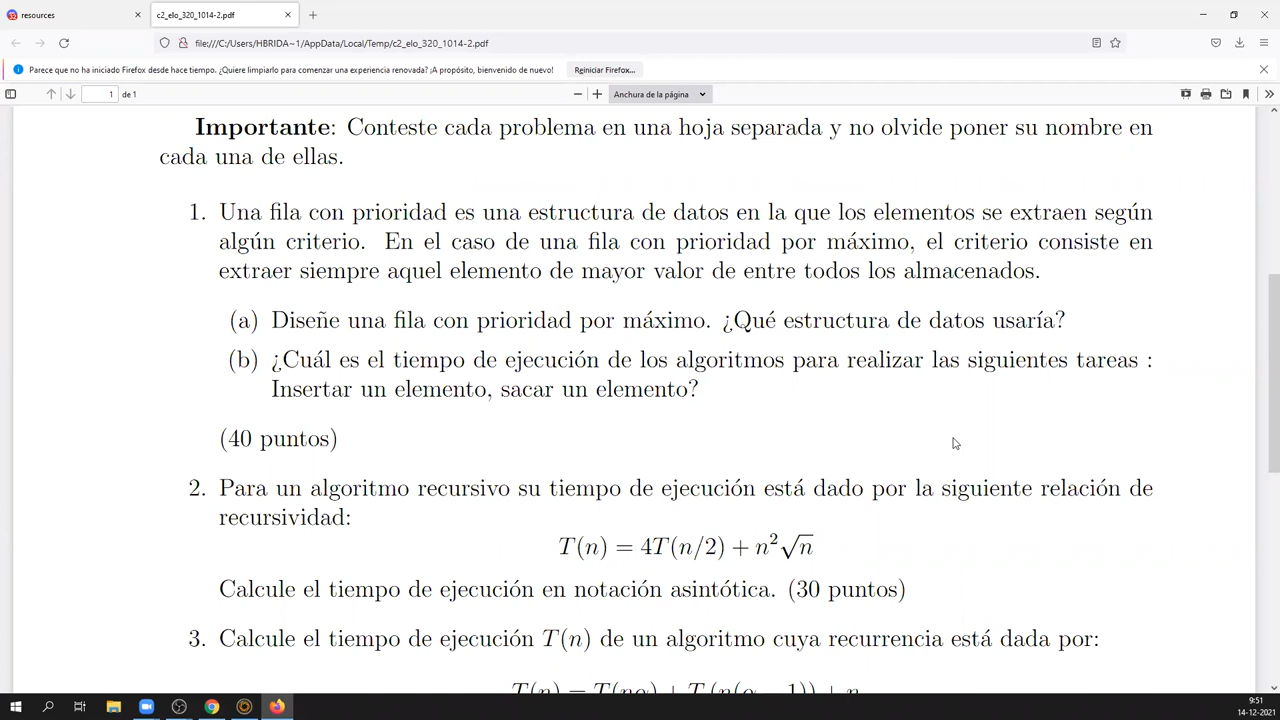 resources
c2_elo_320_1014-2.pdf
file:///C:/Users/HBRIDA~1/AppData/Local/Temp/c2_elo_320_1014-2.pdf
Parece que no ha iniciado Firefox desde hace tiempo. ¿Quiere limpiarlo para comenzar una experiencia renovada? ¡A propósito, bienvenido de nuevo! Reiniciar Firefox...
1 de 1 Anchura de la página
Importante: Conteste cada problema en una hoja separada y no olvide poner su nombre en
cada una de ellas.
1. Una fila con prioridad es una estructura de datos en la que los elementos se extraen según
algún criterio. En el caso de una fila con prioridad por máximo, el criterio consiste en
extraer siempre aquel elemento de mayor valor de entre todos los almacenados.
(a) Diseñe una fila con prioridad por máximo. ¿Qué estructura de datos usaría?
(b) ¿Cuál es el tiempo de ejecución de los algoritmos para realizar las siguientes tareas :
Insertar un elemento, sacar un elemento?
(40 puntos)
2. Para un algoritmo recursivo su tiempo de ejecución está dado por la siguiente relación de
recursividad:
T(n) = 4T(n/2) + n²√n
Calcule el tiempo de ejecución en notación asintótica. (30 puntos)
3. Calcule el tiempo de ejecución T(n) de un algoritmo cuya recurrencia está dada por:
9:51
14-12-2021